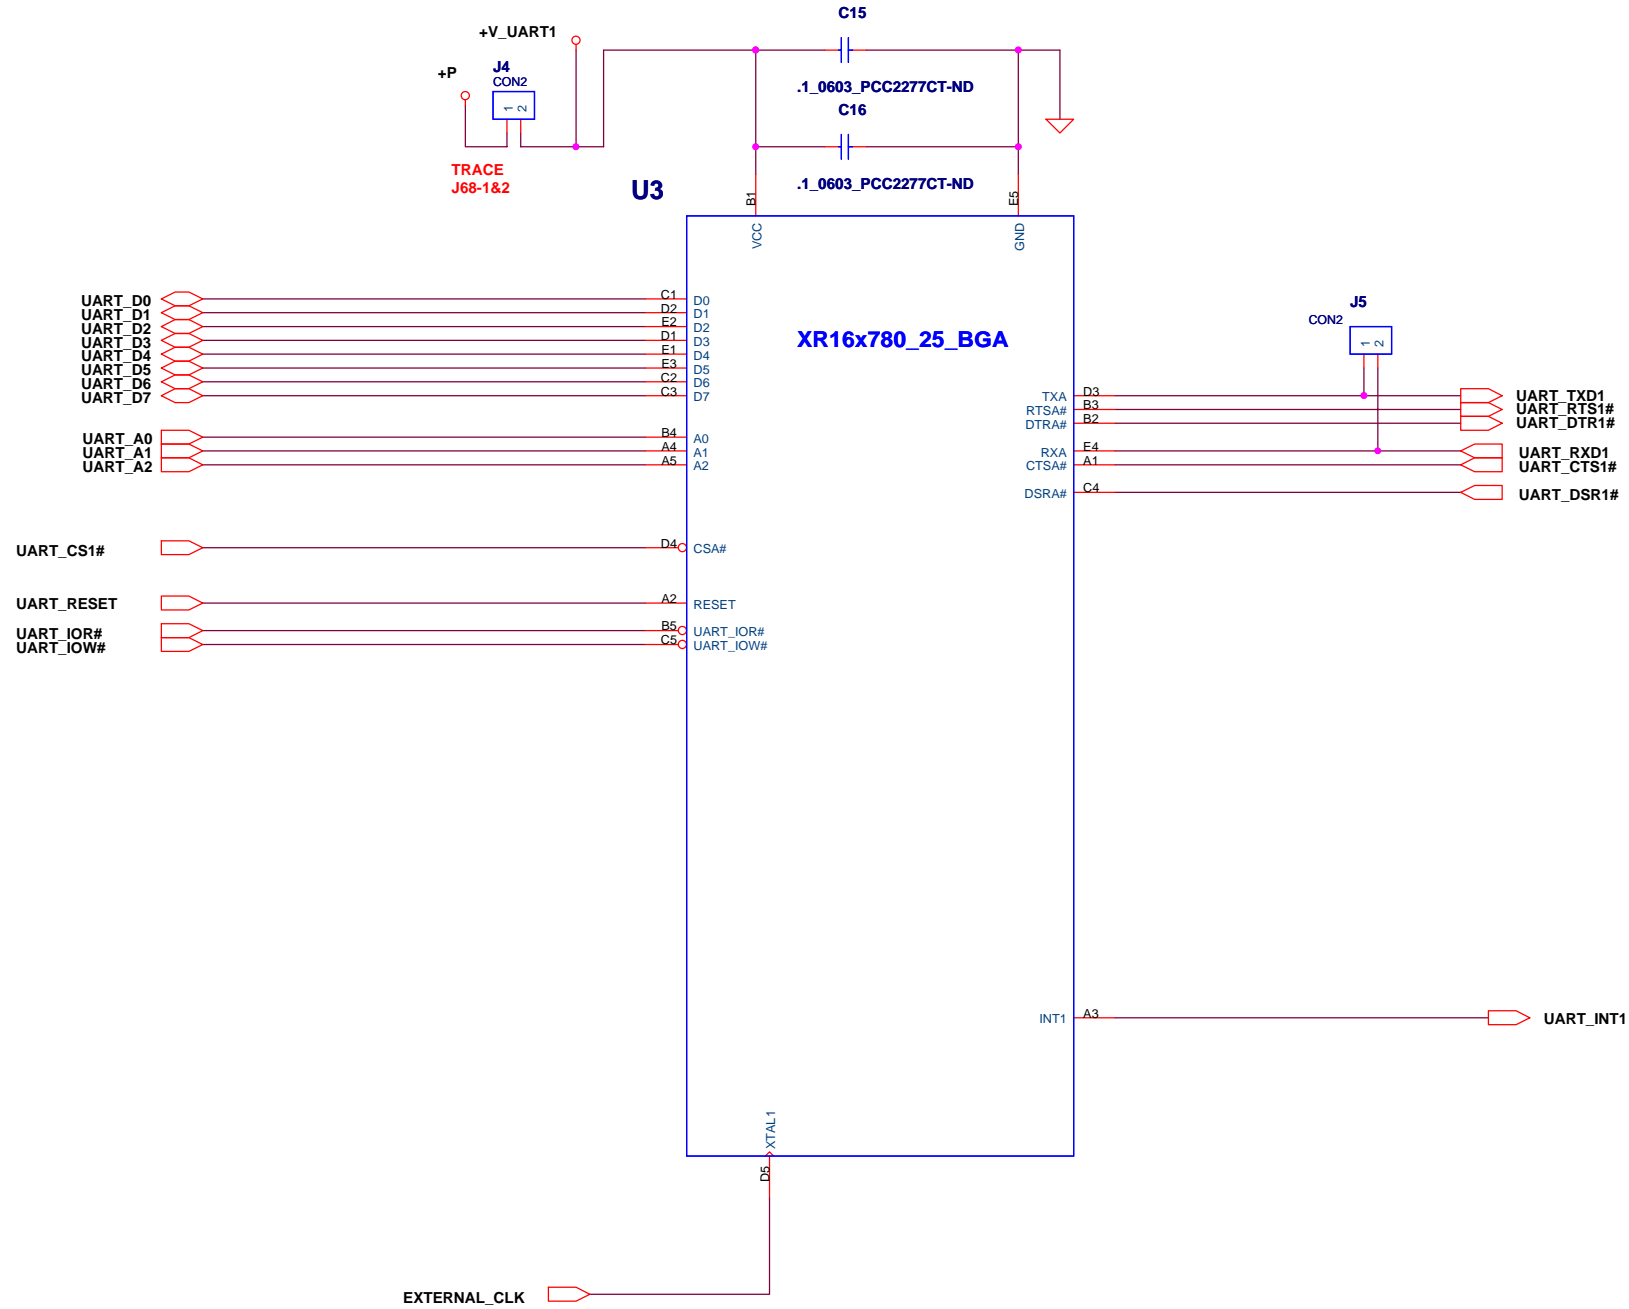 C15
+V_UART1
+P
J4
CON2
1
2
.1_0603_PCC2277CT-ND
C16
TRACE
J68-1&2
.1_0603_PCC2277CT-ND
U3
B1
E5
VCC
GND
UART_D0 C1 D0
UART_D1 D2 D1
UART_D2 E2 D2
UART_D3 D1 D3
UART_D4 E1 D4
UART_D5 E3 D5
UART_D6 C2 D6
UART_D7 C3 D7
XR16x780_25_BGA
J5
CON2
1
2
TXA D3 UART_TXD1
RTSA# B3 UART_RTS1#
DTRA# B2 UART_DTR1#
UART_A0 B4 A0
UART_A1 A4 A1
UART_A2 A5 A2
RXA E4 UART_RXD1
CTSA# A1 UART_CTS1#
DSRA# C4 UART_DSR1#
UART_CS1# D4 CSA#
UART_RESET A2 RESET
UART_IOR# B5 UART_IOR#
UART_IOW# C5 UART_IOW#
INT1 A3 UART_INT1
XTAL1
D5
EXTERNAL_CLK